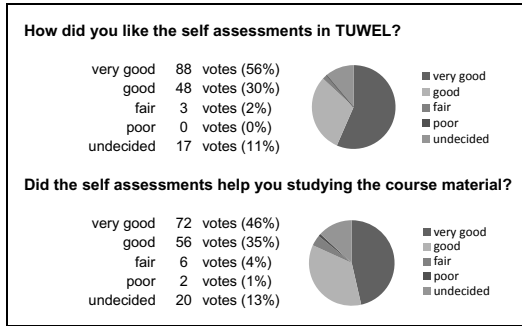 How did you like the self assessments in TUWEL?
very good 88 votes (56%)
good 48 votes (30%)
fair 3 votes (2%)
poor 0 votes (0%)
undecided 17 votes (11%)
very good
good
fair
poor
undecided
Did the self assessments help you studying the course material?
very good 72 votes (46%)
good 56 votes (35%)
fair 6 votes (4%)
poor 2 votes (1%)
undecided 20 votes (13%)
very good
good
fair
poor
undecided